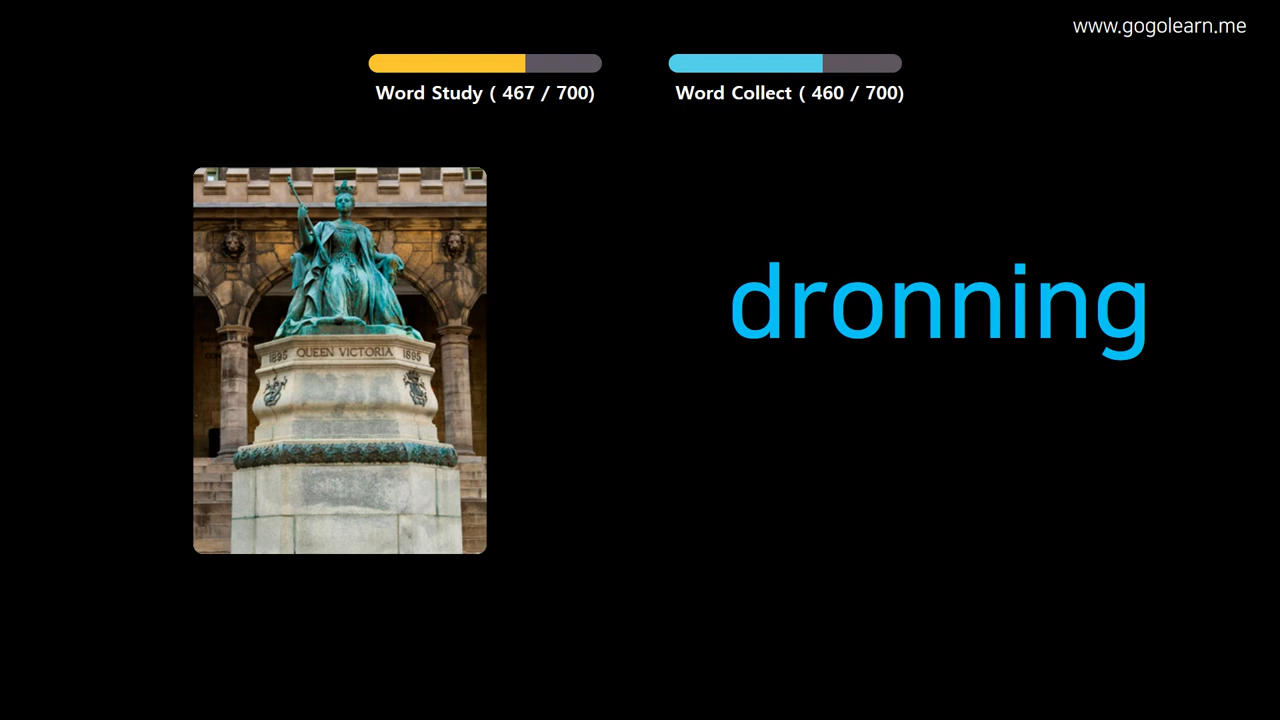 www.gogolearn.me
Word Study ( 467 / 700)
Word Collect ( 460 / 700)
1895 QUEEN VICTORIA 1895
dronning